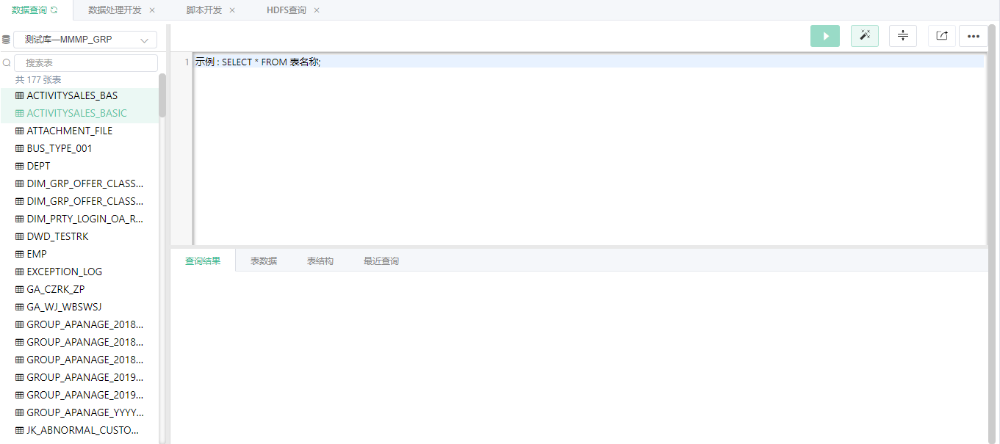 数据查询 数据处理开发 脚本开发 HDFS查询
测试库—MMMP_GRP
搜索表
共 177 张表
ACTIVITYSALES_BAS
ACTIVITYSALES_BASIC
ATTACHMENT_FILE
BUS_TYPE_001
DEPT
DIM_GRP_OFFER_CLASS...
DIM_GRP_OFFER_CLASS...
DIM_PRTY_LOGIN_OA_R...
DWD_TESTRK
EMP
EXCEPTION_LOG
GA_CZRK_ZP
GA_WJ_WBSWSJ
GROUP_APANAGE_2018...
GROUP_APANAGE_2018...
GROUP_APANAGE_2018...
GROUP_APANAGE_2019...
GROUP_APANAGE_2019...
GROUP_APANAGE_YYYY...
JK_ABNORMAL_CUSTO...
1 示例 : SELECT * FROM 表名称;
查询结果 表数据 表结构 最近查询